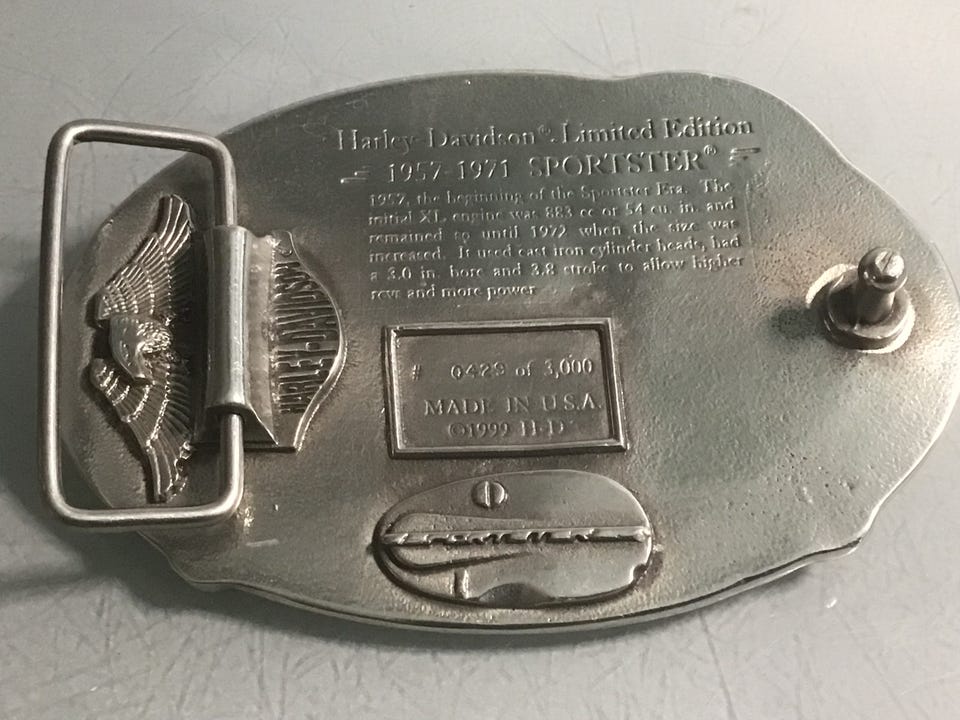 Harley-Davidson® Limited Edition
1957-1971 SPORTSTER®
1957, the beginning of the Sportster Era. The
initial XL engine was 883 cc or 54 cu. in. and
remained so until 1972 when the size was
increased. It used cast iron cylinder heads, had
a 3.0 in. bore and 3.8 stroke to allow higher
revs and more power
# 0429 of 3,000
MADE IN U.S.A.
©1999 H-D
HARLEY-DAVIDSON